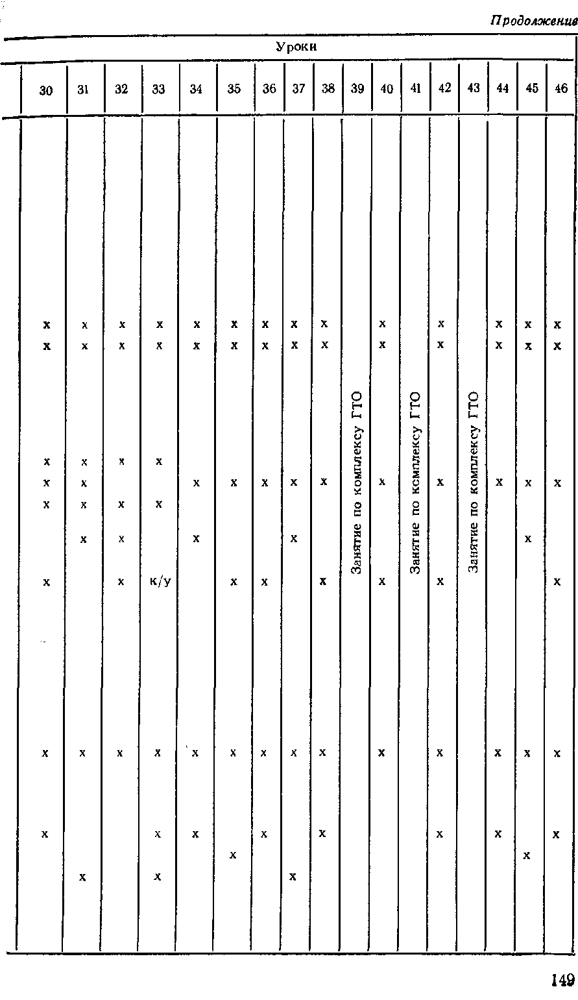 Продолжение
Уроки
30 31 32 33 34 35 36 37 38 39 40 41 42 43 44 45 46
х х х х х х х х х х х х х х
х х х х х х х х х х х х х х
Занятие по комплексу ГТО
Занятие по комплексу ГТО
Занятие по комплексу ГТО
х х х х
х х х х х х х х х х х х
х х х х
х х х х х
х х к/у х х х х х х
х х х х х х х х х х х х х х
х х х х х х х х
х х
х х х
149